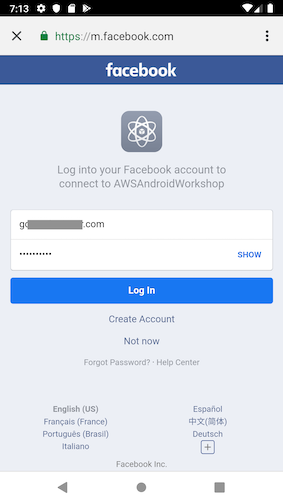 7:13
https://m.facebook.com
facebook
Log into your Facebook account to
connect to AWSAndroidWorkshop
.com
SHOW
Log In
Create Account
Not now
Forgot Password? · Help Center
English (US)
Español
Français (France)
中文(简体)
Português (Brasil)
Deutsch
Italiano
Facebook Inc.